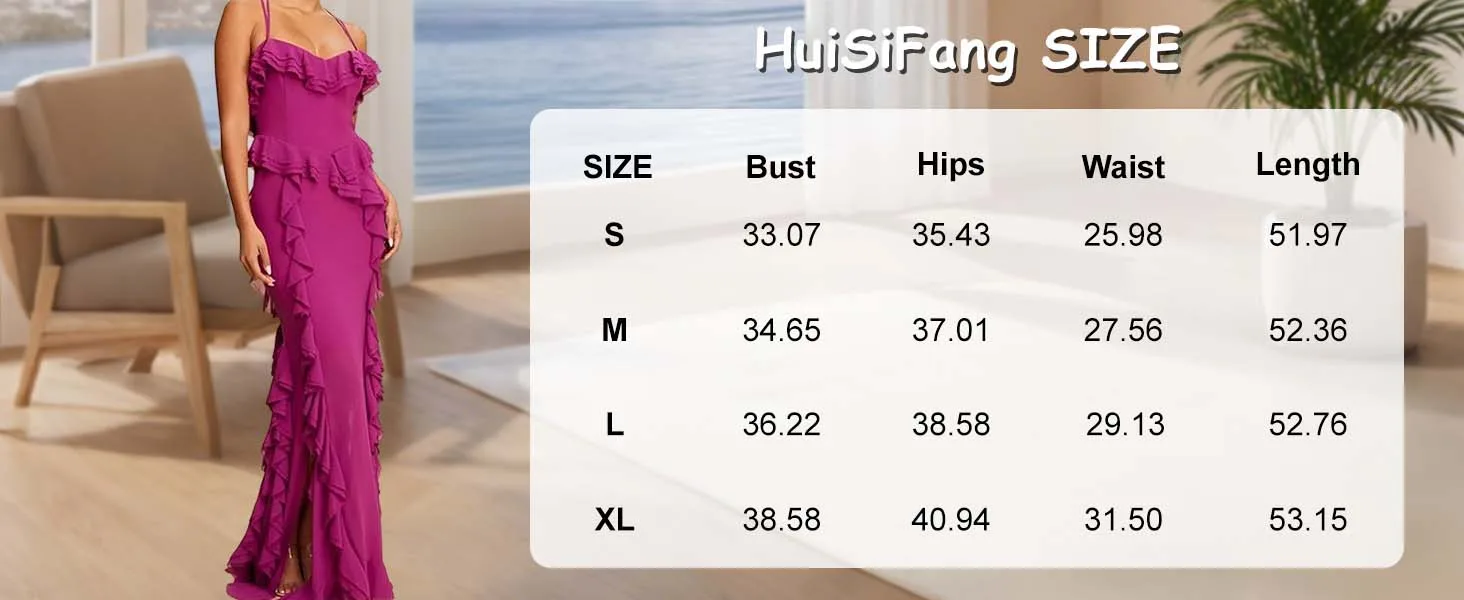 HuiSiFang SIZE
SIZE Bust Hips Waist Length
S 33.07 35.43 25.98 51.97
M 34.65 37.01 27.56 52.36
L 36.22 38.58 29.13 52.76
XL 38.58 40.94 31.50 53.15